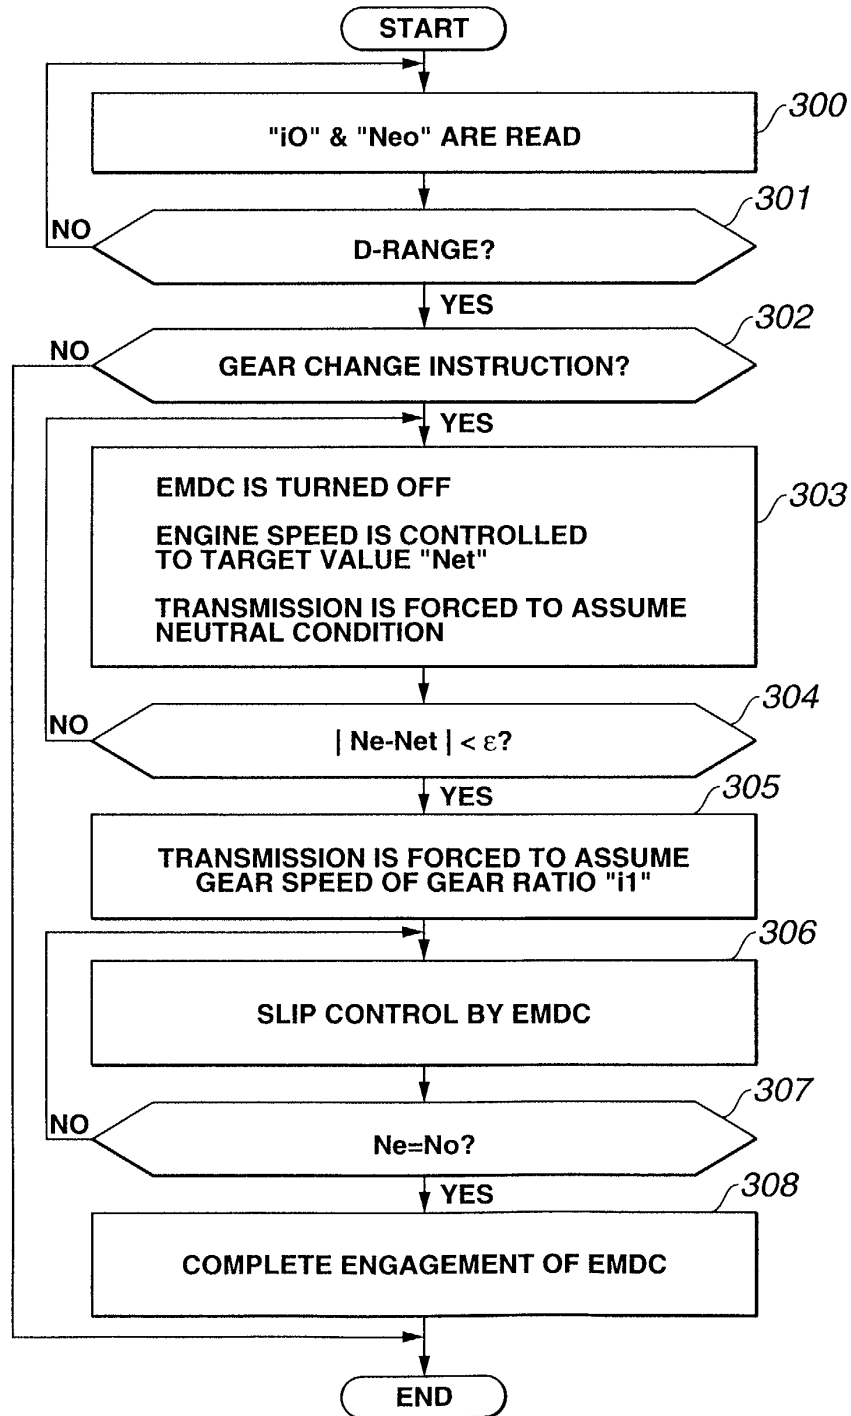 START
"iO" & "Neo" ARE READ
300
301
NO
D-RANGE?
YES
302
NO
GEAR CHANGE INSTRUCTION?
YES
EMDC IS TURNED OFF
303
ENGINE SPEED IS CONTROLLED
TO TARGET VALUE "Net"
TRANSMISSION IS FORCED TO ASSUME
NEUTRAL CONDITION
304
NO
| Ne-Net | < ε?
YES
305
TRANSMISSION IS FORCED TO ASSUME
GEAR SPEED OF GEAR RATIO "i1"
306
SLIP CONTROL BY EMDC
307
NO
Ne=No?
YES
308
COMPLETE ENGAGEMENT OF EMDC
END